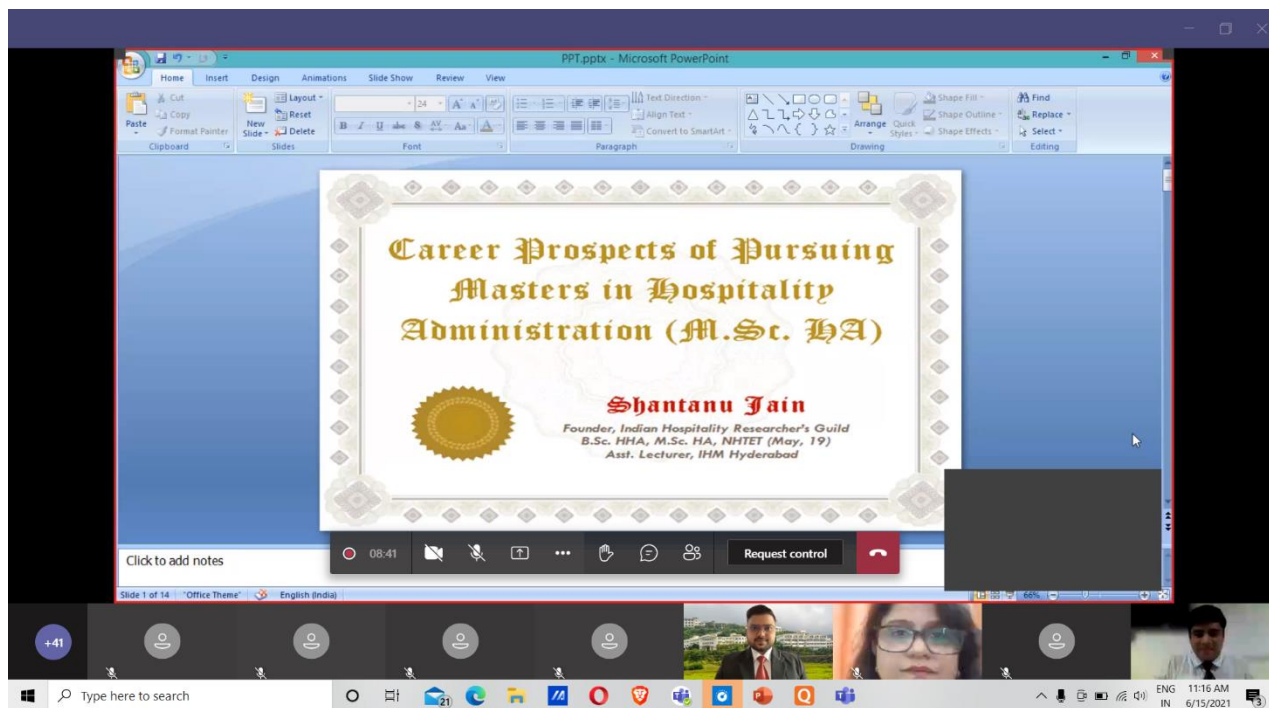 PPT.pptx - Microsoft PowerPoint
Home Insert Design Animations Slide Show Review View
Paste
Cut
Copy
Format Painter
Clipboard
New
Slide
Layout
Reset
Delete
Slides
24
Font
Text Direction
Align Text
Convert to SmartArt
Paragraph
Arrange
Quick
Styles
Shape Fill
Shape Outline
Shape Effects
Drawing
Find
Replace
Select
Editing
Career Prospects of Pursuing
Masters in Hospitality
Administration (M.Sc. HA)
Shantanu Jain
Founder, Indian Hospitality Researcher's Guild
B.Sc. HHA, M.Sc. HA, NHTET (May, 19)
Asst. Lecturer, IHM Hyderabad
08:41
Request control
Click to add notes
Slide 1 of 14 "Office Theme" English (India) 66%
+41
Type here to search
21
ENG
IN
11:16 AM
6/15/2021
3